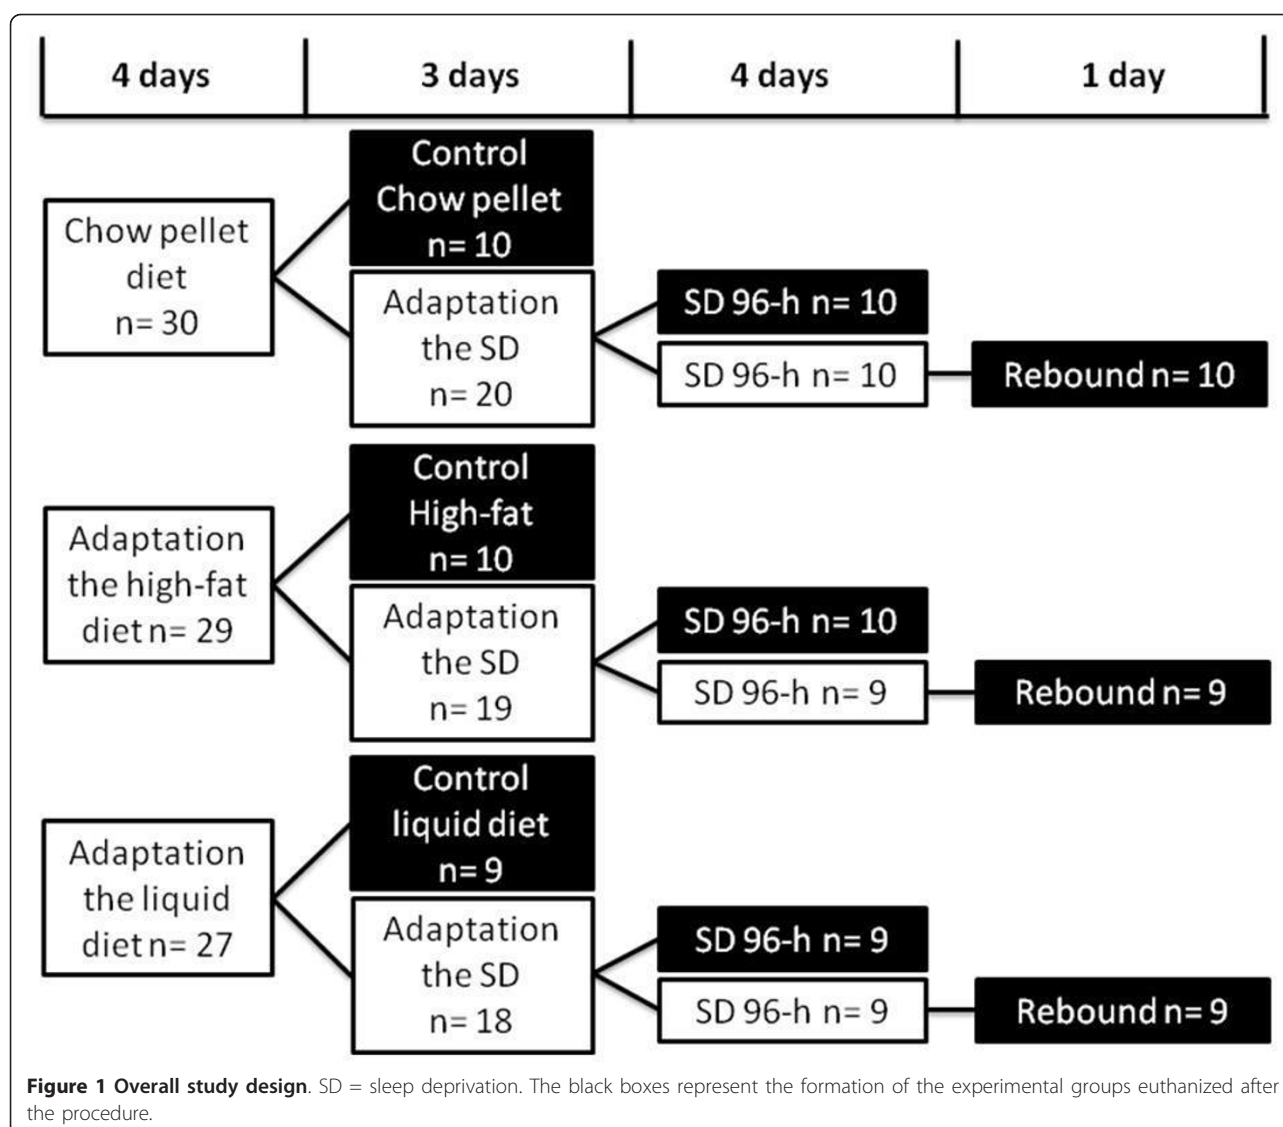 4 days
3 days
4 days
1 day
Chow pellet
diet
n= 30
Control
Chow pellet
n= 10
Adaptation
the SD
n= 20
SD 96-h n= 10
SD 96-h n= 10
Rebound n= 10
Adaptation
the high-fat
diet n= 29
Control
High-fat
n= 10
Adaptation
the SD
n= 19
SD 96-h n= 10
SD 96-h n= 9
Rebound n= 9
Adaptation
the liquid
diet n= 27
Control
liquid diet
n= 9
Adaptation
the SD
n= 18
SD 96-h n= 9
SD 96-h n= 9
Rebound n= 9
Figure 1 Overall study design. SD = sleep deprivation. The black boxes represent the formation of the experimental groups euthanized after
the procedure.